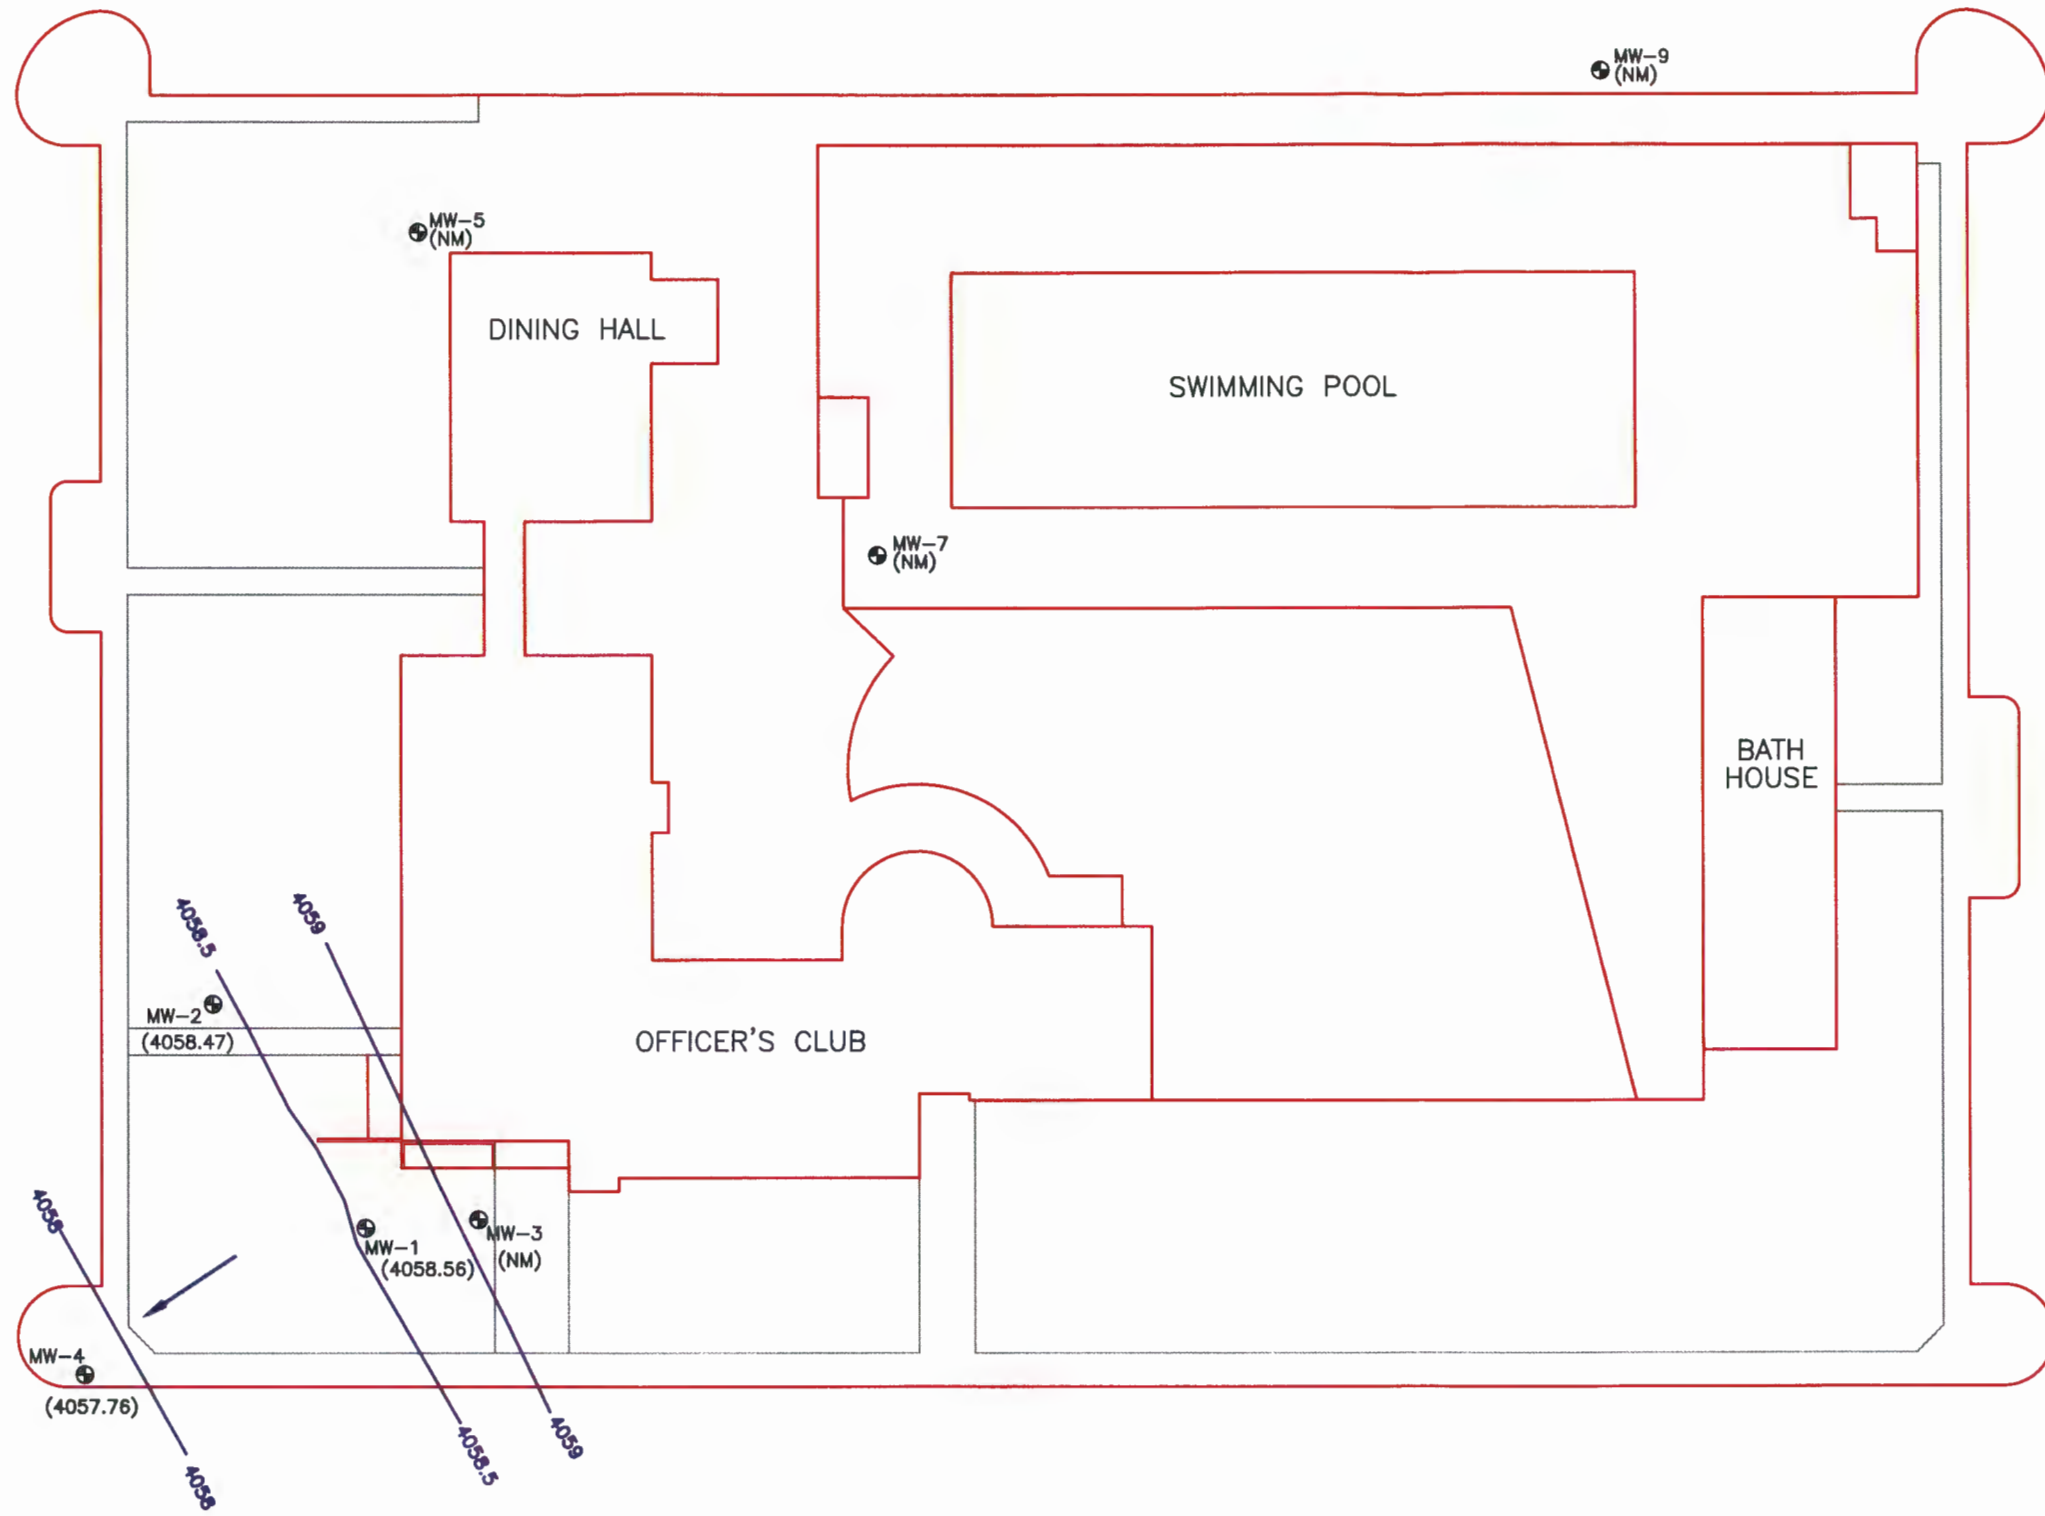 MW-9
(NM)
MW-5
(NM)
DINING HALL
SWIMMING POOL
MW-7
(NM)
BATH
HOUSE
4058.5
4059
MW-2
(4058.47)
OFFICER'S CLUB
4058
MW-3
(NM)
MW-1
(4058.56)
MW-4
(4057.76)
4058.5
4059
4058